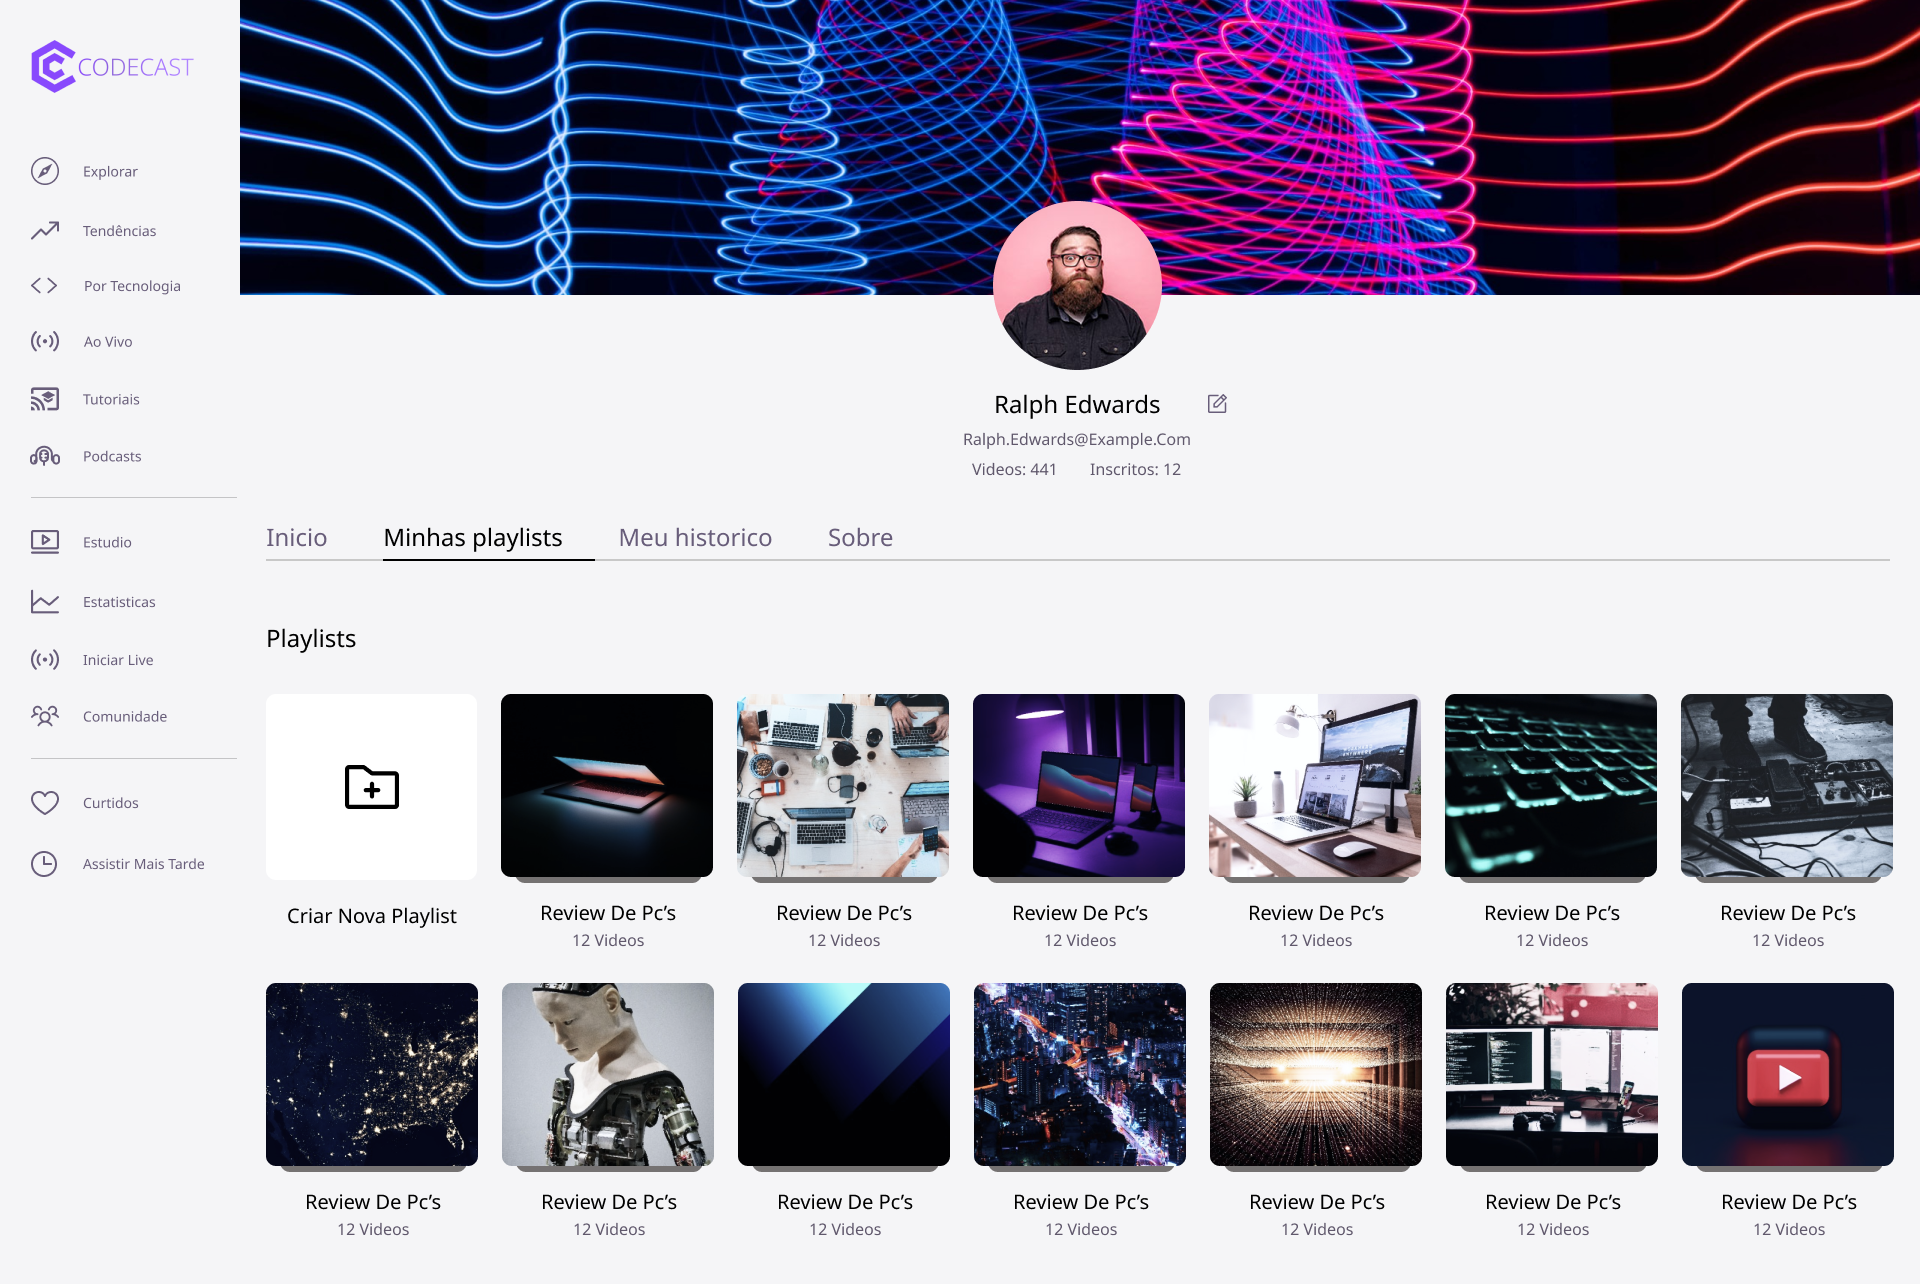 CODECAST
Explorar
Tendências
Por Tecnologia
Ao Vivo
Tutoriais
Podcasts
Estudio
Estatisticas
Iniciar Live
Comunidade
Curtidos
Assistir Mais Tarde
Ralph Edwards
Ralph.Edwards@Example.Com
Videos: 441 Inscritos: 12
Inicio Minhas playlists Meu historico Sobre
Playlists
Criar Nova Playlist
Review De Pc’s
12 Videos
Review De Pc’s
12 Videos
Review De Pc’s
12 Videos
Review De Pc’s
12 Videos
Review De Pc’s
12 Videos
Review De Pc’s
12 Videos
Review De Pc’s
12 Videos
Review De Pc’s
12 Videos
Review De Pc’s
12 Videos
Review De Pc’s
12 Videos
Review De Pc’s
12 Videos
Review De Pc’s
12 Videos
Review De Pc’s
12 Videos